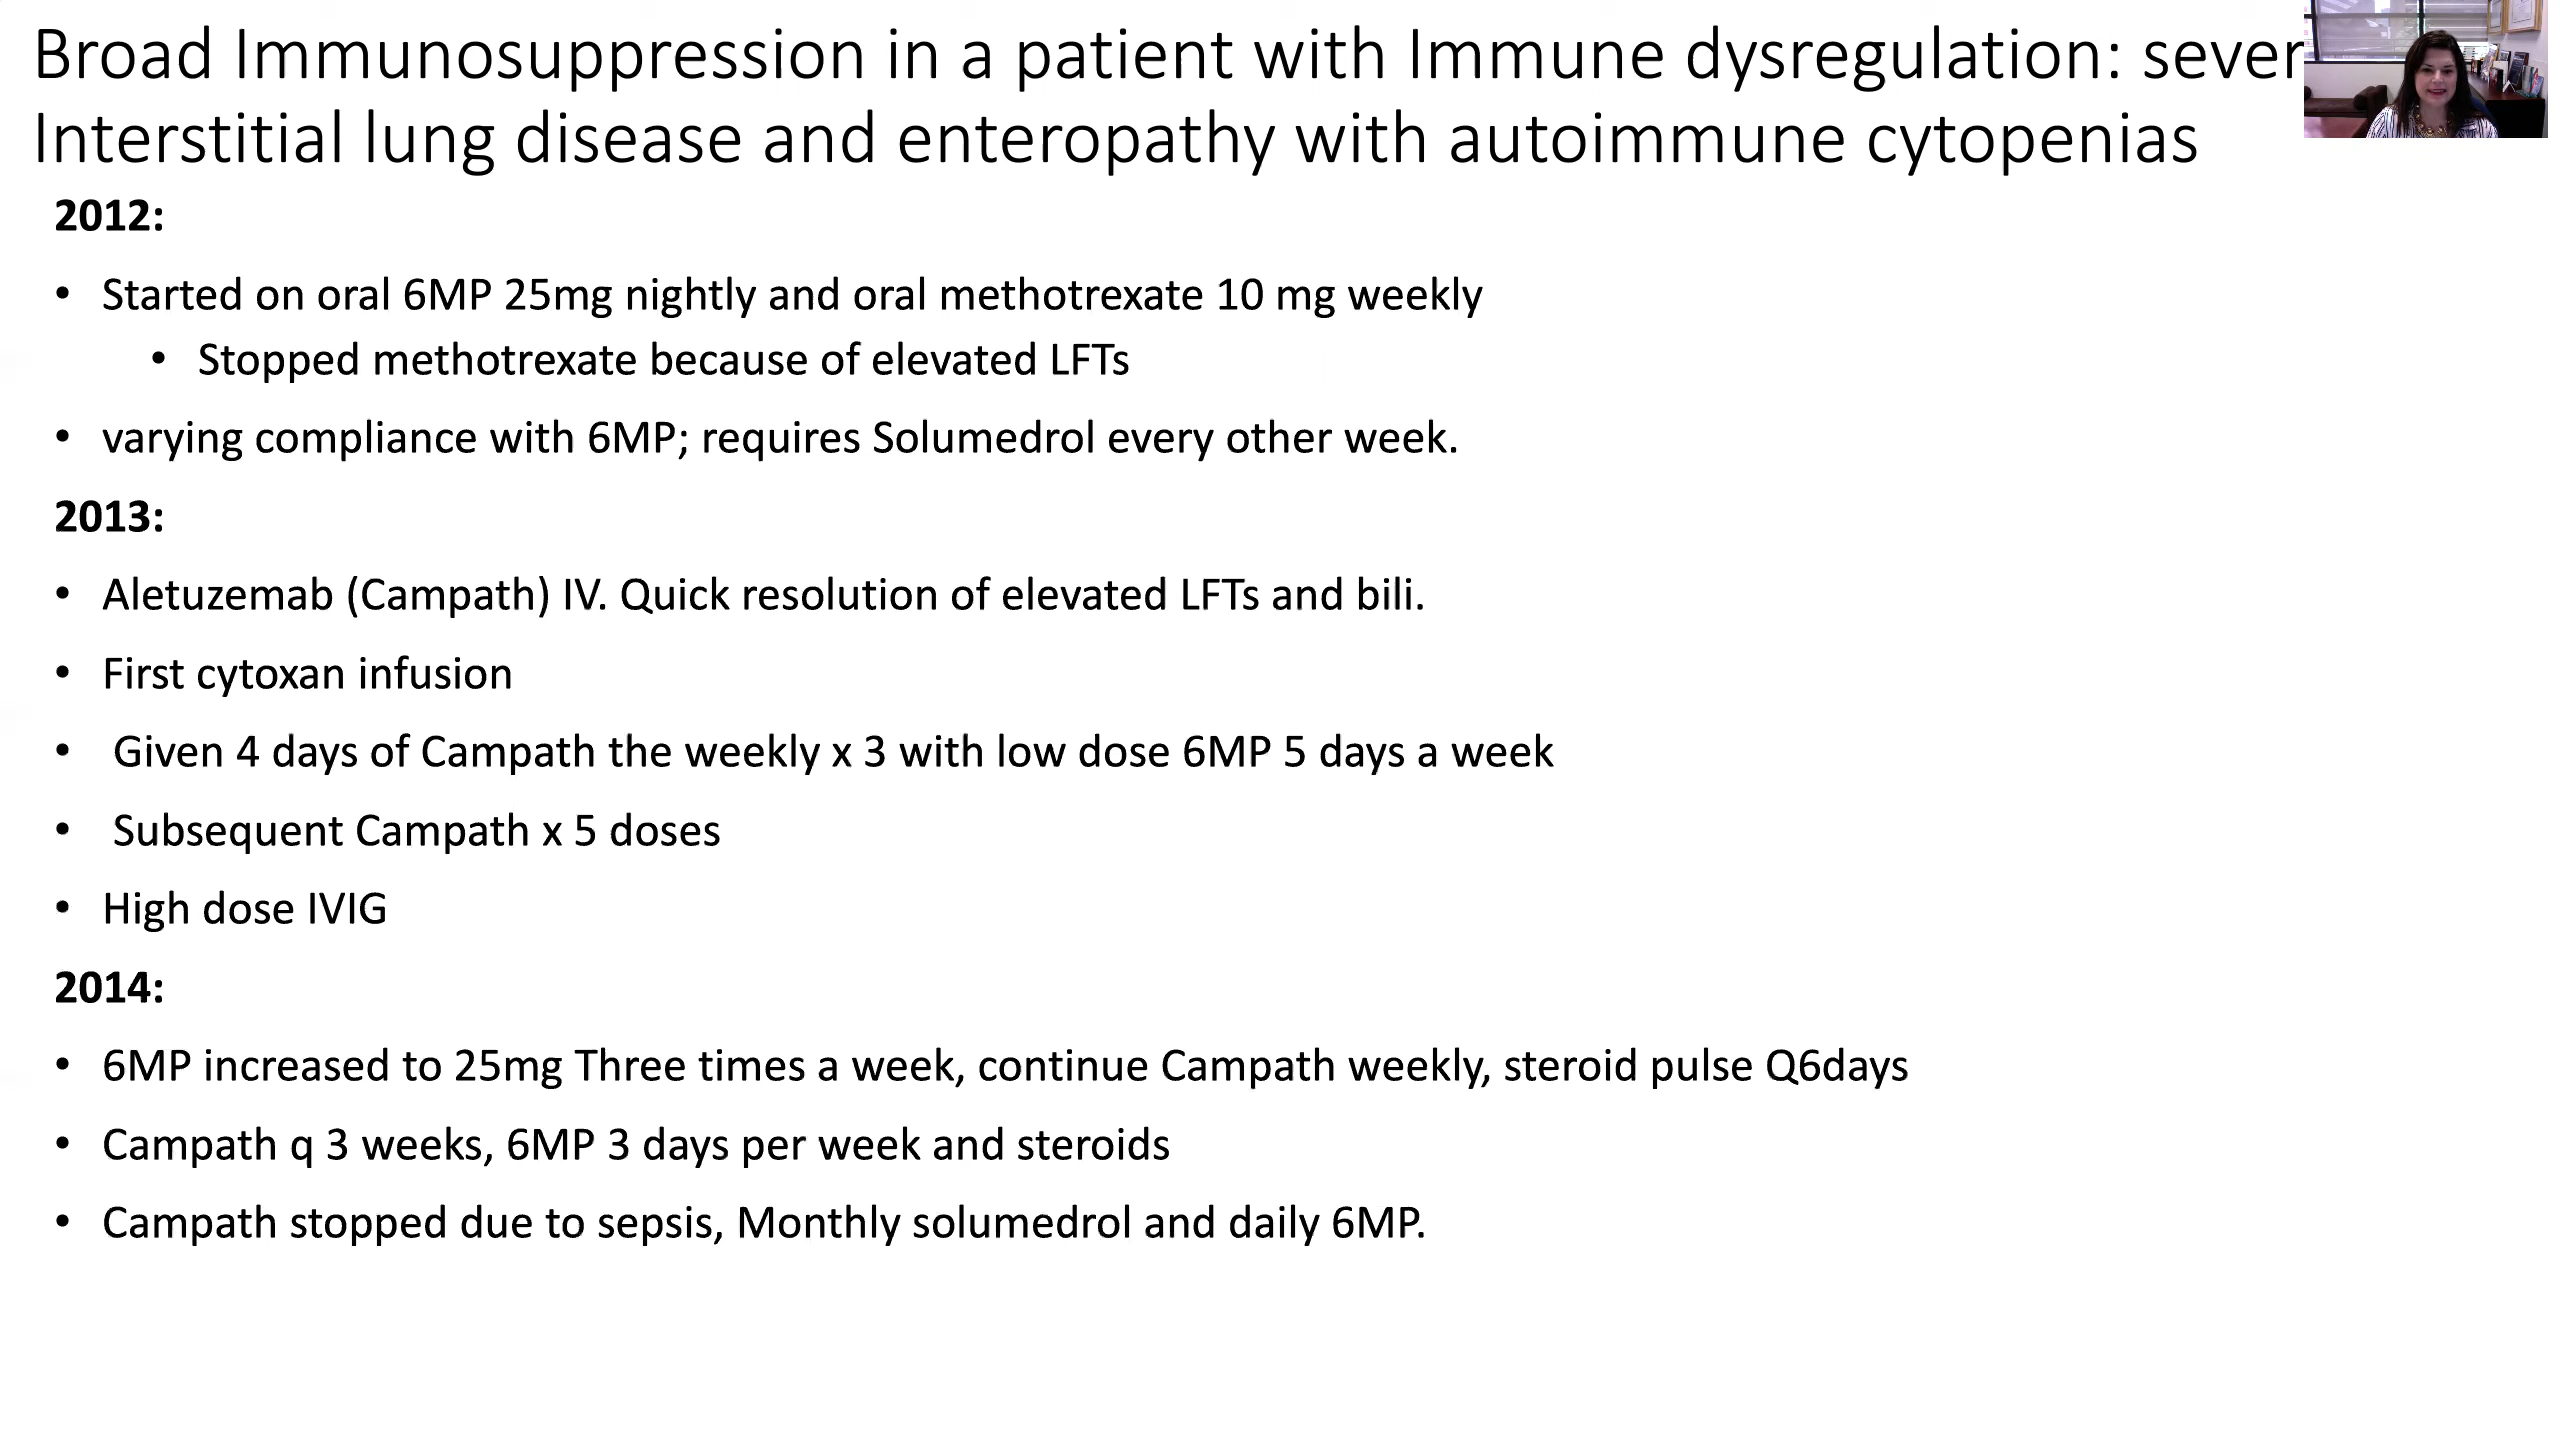 Broad Immunosuppression in a patient with Immune dysregulation: sever
Interstitial lung disease and enteropathy with autoimmune cytopenias
2012:
• Started on oral 6MP 25mg nightly and oral methotrexate 10 mg weekly
• Stopped methotrexate because of elevated LFTs
• varying compliance with 6MP; requires Solumedrol every other week.
2013:
• Aletuzemab (Campath) IV. Quick resolution of elevated LFTs and bili.
• First cytoxan infusion
• Given 4 days of Campath the weekly x 3 with low dose 6MP 5 days a week
• Subsequent Campath x 5 doses
• High dose IVIG
2014:
• 6MP increased to 25mg Three times a week, continue Campath weekly, steroid pulse Q6days
• Campath q 3 weeks, 6MP 3 days per week and steroids
• Campath stopped due to sepsis, Monthly solumedrol and daily 6MP.